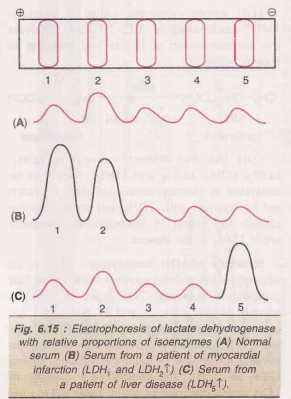 ⊕ ⊖
1 2 3 4 5
(A)
(B)
1 2
(C)
1 2 3 4 5
Fig. 6.15 : Electrophoresis of lactate dehydrogenase
with relative proportions of isoenzymes (A) Normal
serum (B) Serum from a patient of myocardial
infarction (LDH₁ and LDH₂↑) (C) Serum from
a patient of liver disease (LDH₅↑).